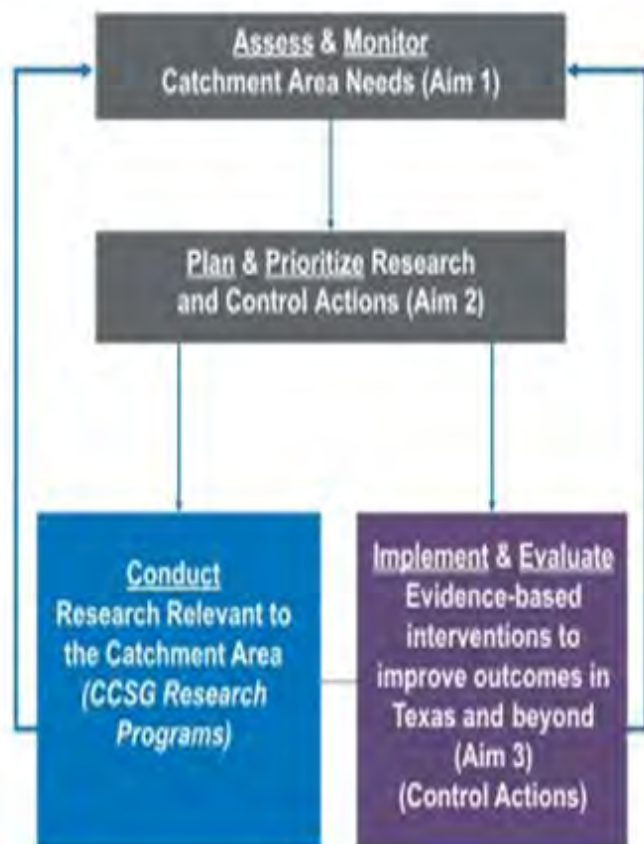 Assess & Monitor
Catchment Area Needs (Aim 1)
Plan & Prioritize Research
and Control Actions (Aim 2)
Conduct
Research Relevant to
the Catchment Area
(CCSG Research
Programs)
Implement & Evaluate
Evidence-based
interventions to
improve outcomes in
Texas and beyond
(Aim 3)
(Control Actions)